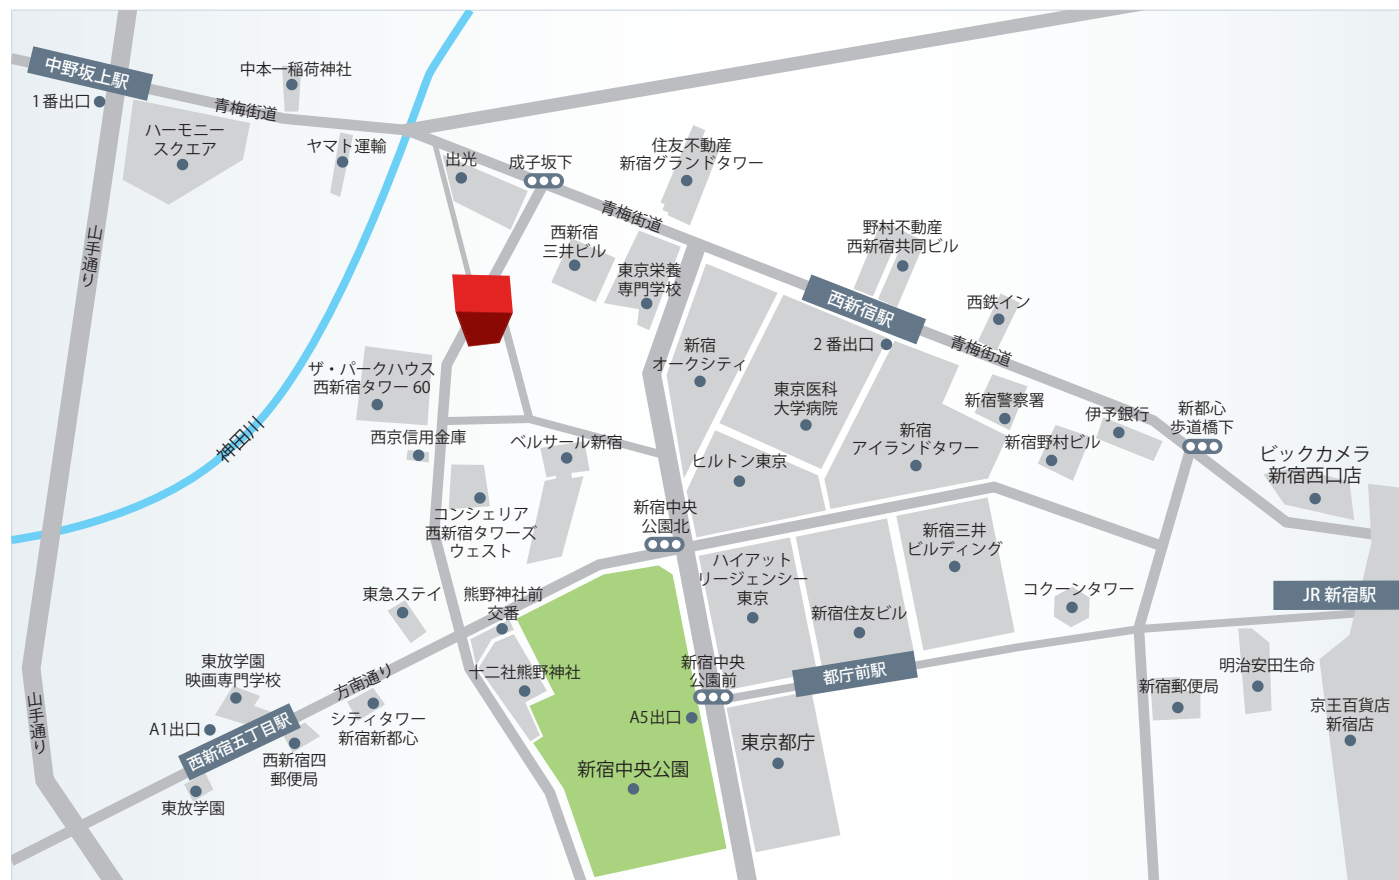 中野坂上駅
1番出口
中本一稲荷神社
青梅街道
ハーモニー
スクエア
ヤマト運輸
出光
成子坂下
住友不動産
新宿グランドタワー
青梅街道
山手通り
西新宿
三井ビル
東京栄養
専門学校
野村不動産
西新宿共同ビル
西新宿駅
西鉄イン
2番出口
青梅街道
新宿
オークシティ
東京医科
大学病院
ザ・パークハウス
西新宿タワー 60
新宿警察署
伊予銀行
新都心
歩道橋下
神田川
西京信用金庫
ベルサール新宿
ヒルトン東京
新宿
アイランドタワー
新宿野村ビル
ビックカメラ
新宿西口店
コンシェリア
西新宿タワーズ
ウェスト
新宿中央
公園北
新宿三井
ビルディング
ハイアット
リージェンシー
東京
新宿住友ビル
コクーンタワー
JR 新宿駅
東急ステイ
熊野神社前
交番
十二社熊野神社
新宿中央
公園前
都庁前駅
東放学園
映画専門学校
方南通り
A1出口
西新宿五丁目駅
シティタワー
新宿新都心
西新宿四
郵便局
東放学園
山手通り
A5出口
新宿中央公園
東京都庁
新宿郵便局
明治安田生命
京王百貨店
新宿店